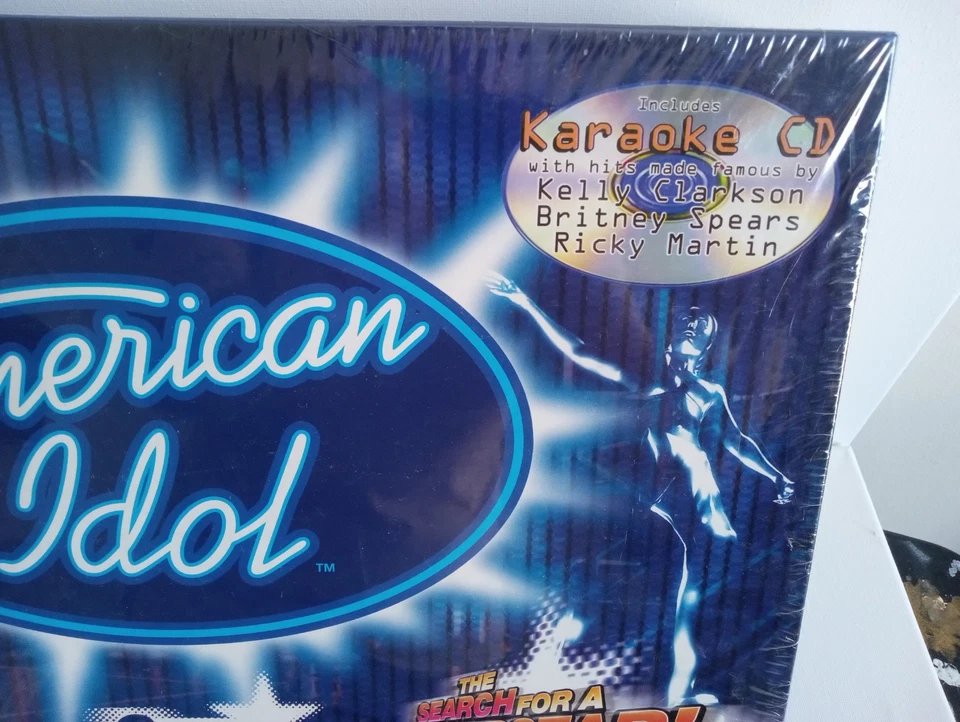 Includes
Karaoke CD
with hits made famous by
Kelly Clarkson
Britney Spears
Ricky Martin
merican
Idol
TM
THE
SEARCH FOR A